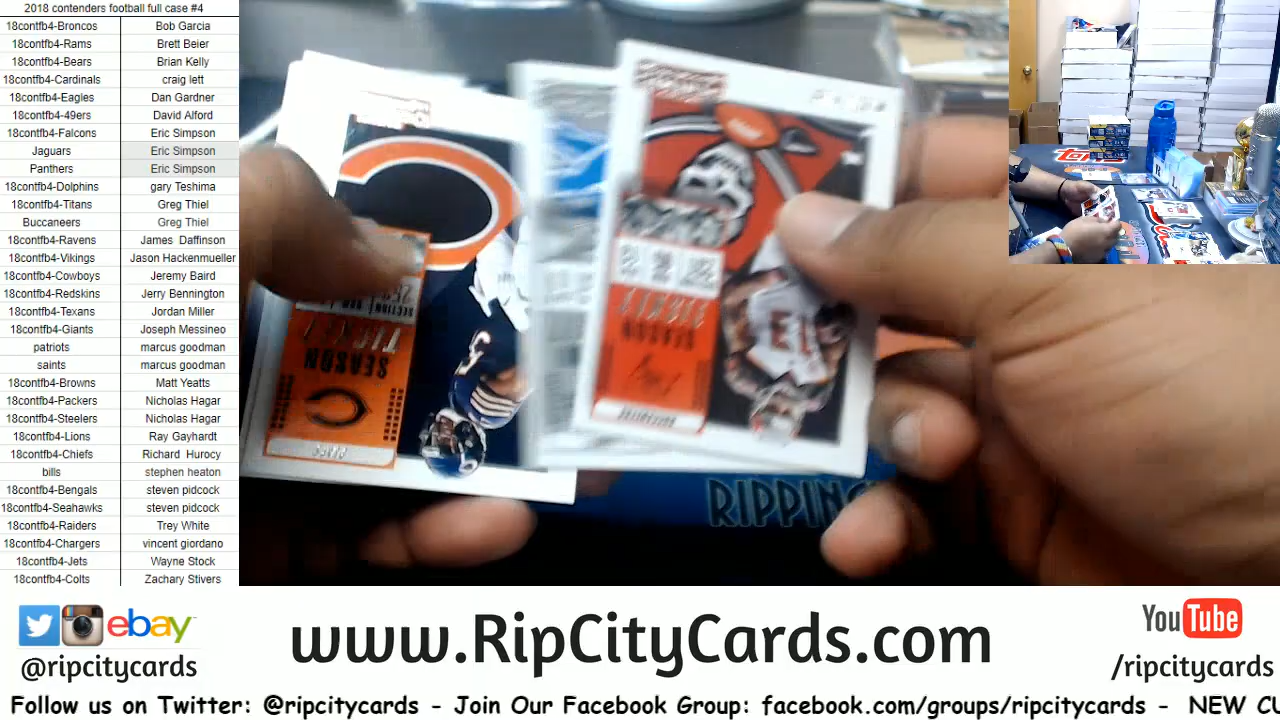 2018 contenders football full case #4
18contfb4-Broncos Bob Garcia
18contfb4-Rams Brett Beier
18contfb4-Bears Brian Kelly
18contfb4-Cardinals craig lett
18contfb4-Eagles Dan Gardner
18contfb4-49ers David Alford
18contfb4-Falcons Eric Simpson
Jaguars Eric Simpson
Panthers Eric Simpson
18contfb4-Dolphins gary Teshima
18contfb4-Titans Greg Thiel
Buccaneers Greg Thiel
18contfb4-Ravens James Daffinson
18contfb4-Vikings Jason Hackenmueller
18contfb4-Cowboys Jeremy Baird
18contfb4-Redskins Jerry Bennington
18contfb4-Texans Jordan Miller
18contfb4-Giants Joseph Messineo
patriots marcus goodman
saints marcus goodman
18contfb4-Browns Matt Yeatts
18contfb4-Packers Nicholas Hagar
18contfb4-Steelers Nicholas Hagar
18contfb4-Lions Ray Gayhardt
18contfb4-Chiefs Richard Hurocy
bills stephen heaton
18contfb4-Bengals steven pidcock
18contfb4-Seahawks steven pidcock
18contfb4-Raiders Trey White
18contfb4-Chargers vincent giordano
18contfb4-Jets Wayne Stock
18contfb4-Colts Zachary Stivers
SEASON
TICKET
SEASON
TICKET
13
RIPPING
ebay
@ripcitycards
www.RipCityCards.com
YouTube
/ripcitycards
Follow us on Twitter: @ripcitycards - Join Our Facebook Group: facebook.com/groups/ripcitycards - NEW CU